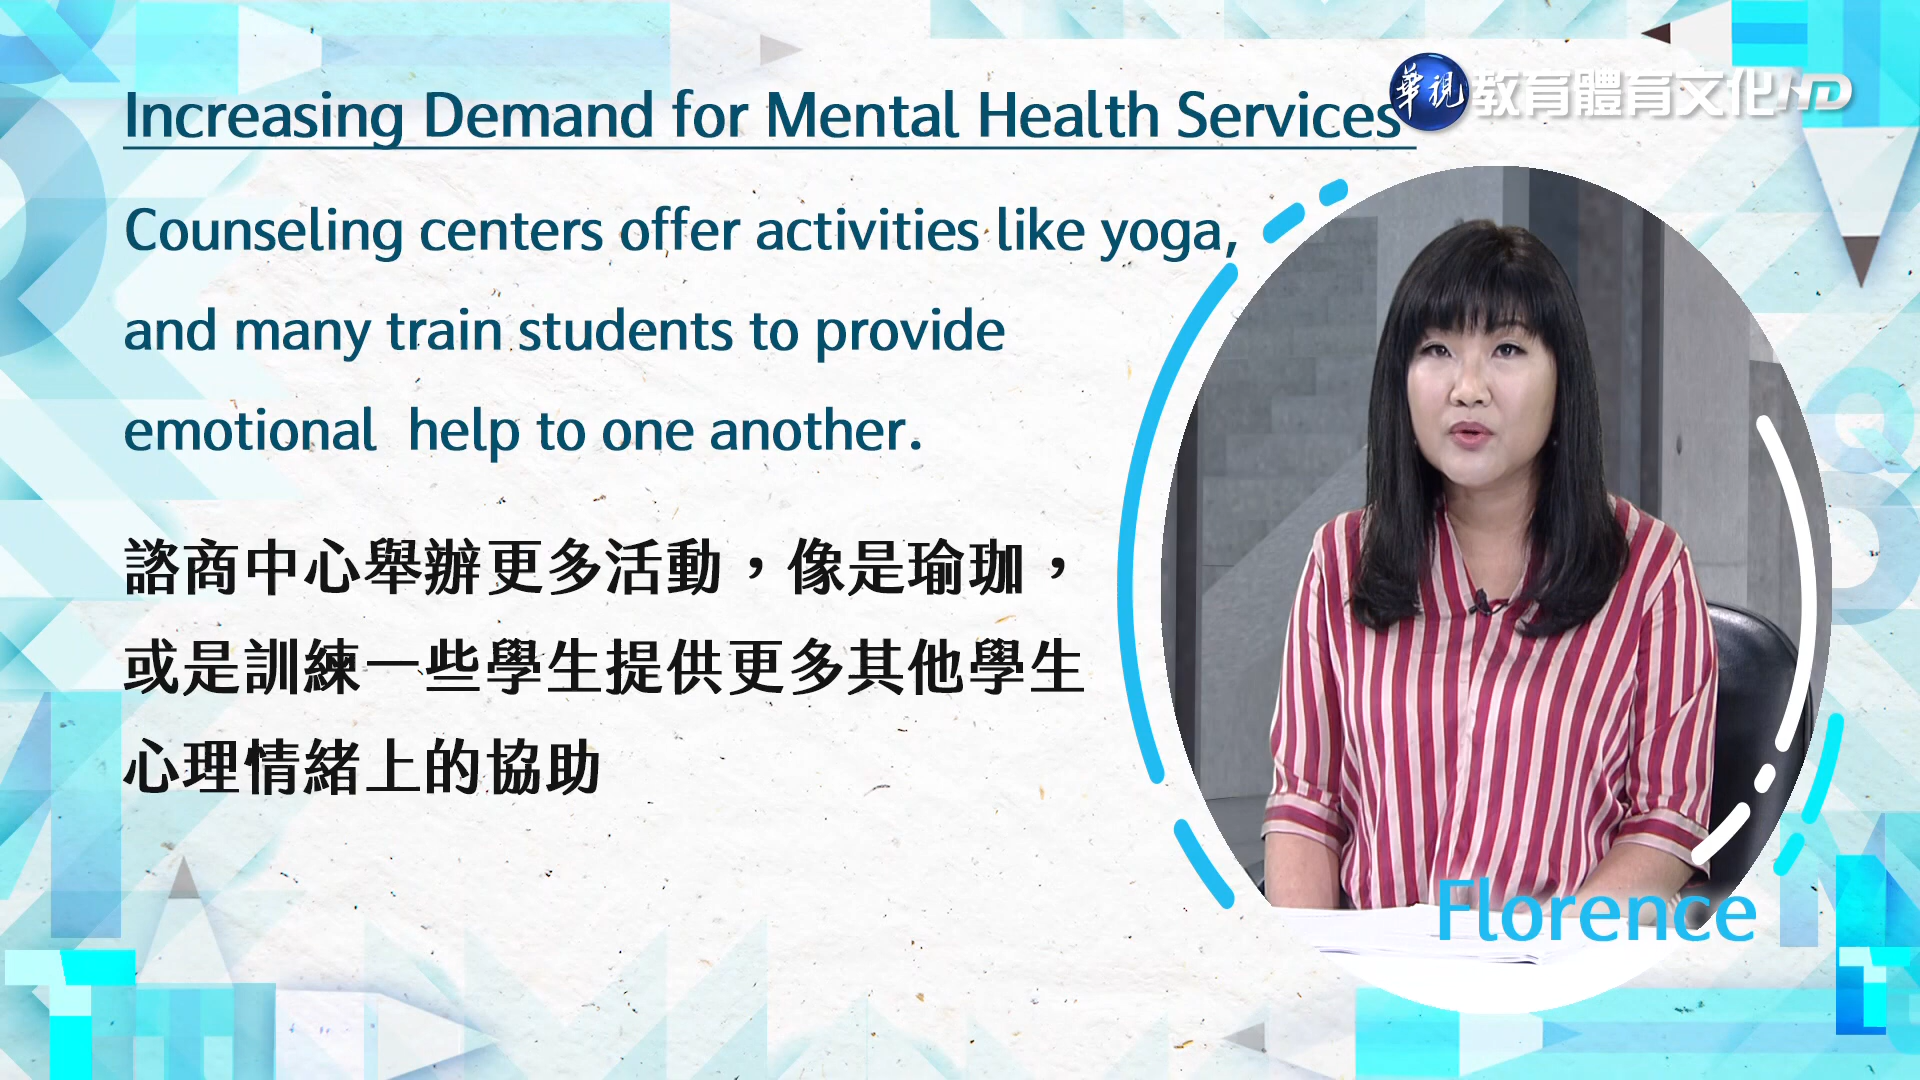 Increasing Demand for Mental Health Services
華視 教育體育文化HD
Counseling centers offer activities like yoga,
and many train students to provide
emotional help to one another.
諮商中心舉辦更多活動，像是瑜珈，
或是訓練一些學生提供更多其他學生
心理情緒上的協助
Florence